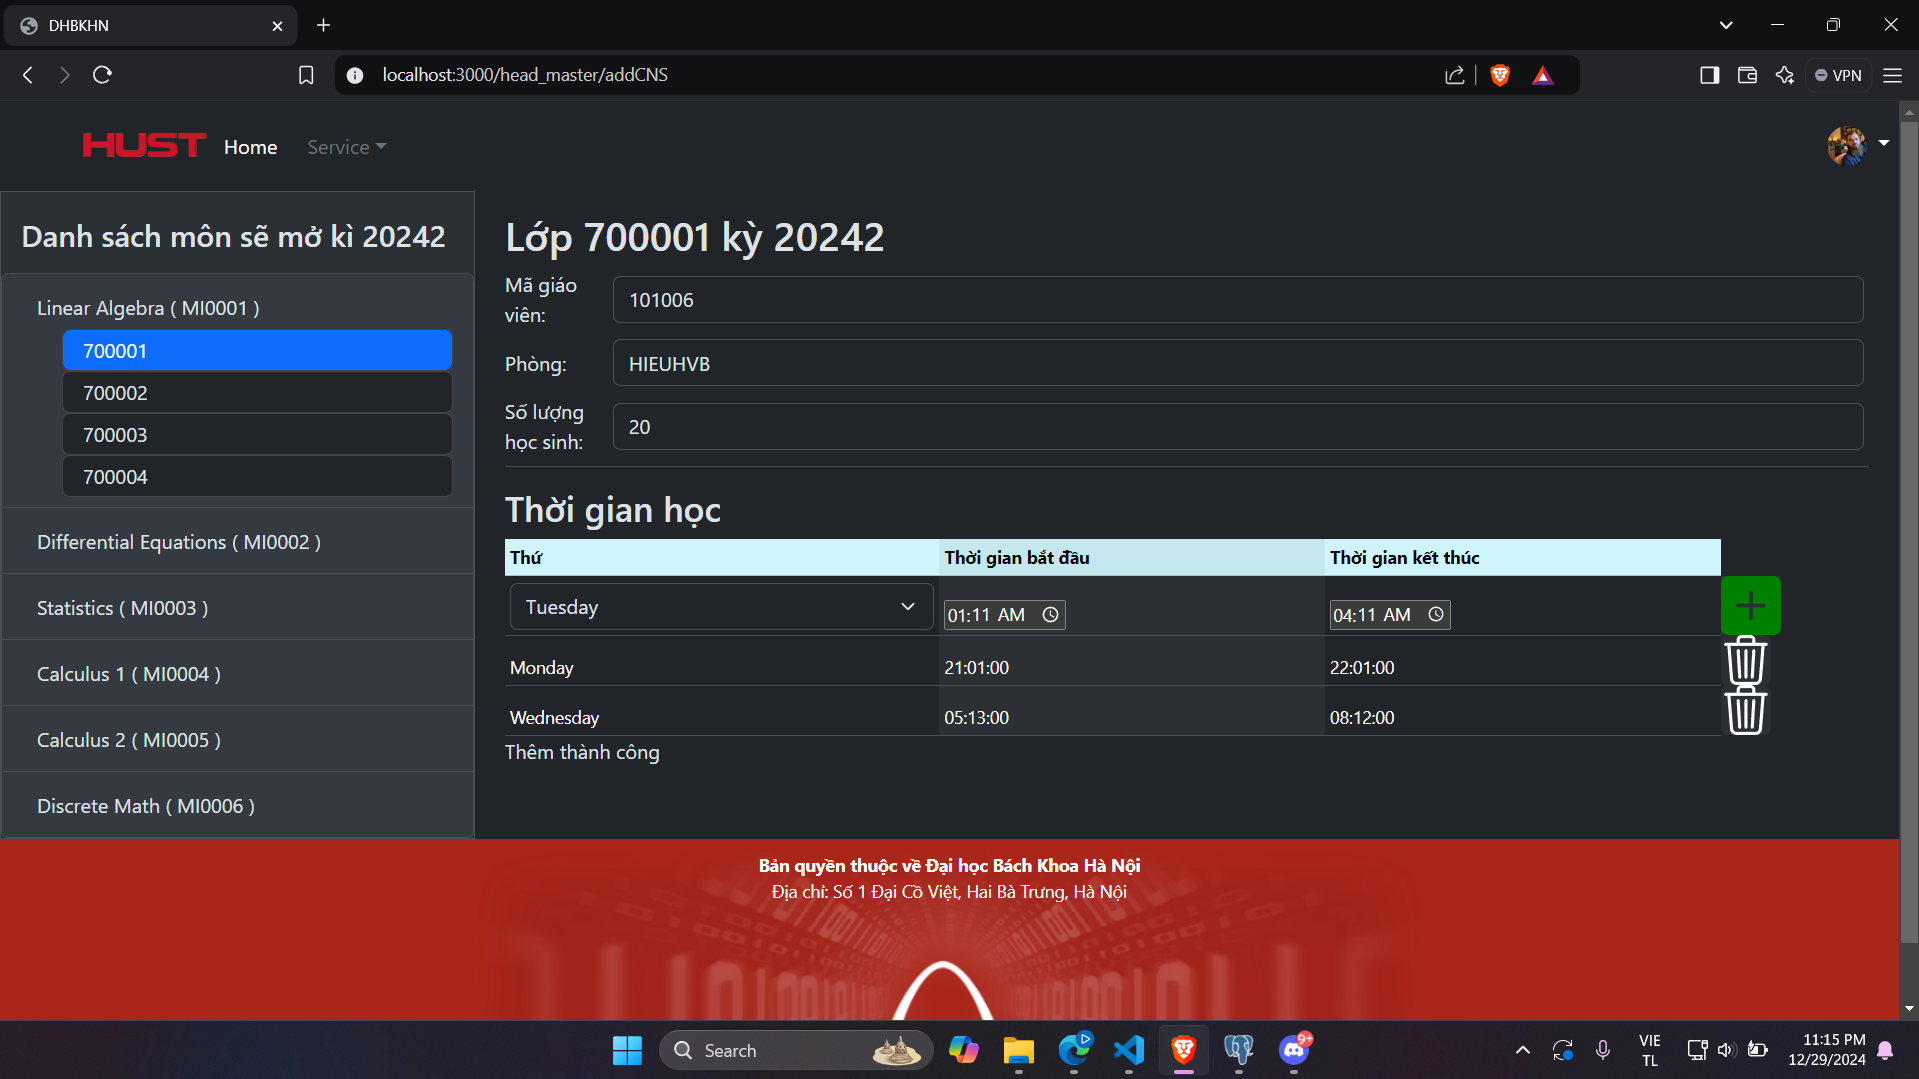 DHBKHN
localhost:3000/head_master/addCNS
VPN
HUST Home Service
Danh sách môn sẽ mở kì 20242
Linear Algebra ( MI0001 )
700001
700002
700003
700004
Differential Equations ( MI0002 )
Statistics ( MI0003 )
Calculus 1 ( MI0004 )
Calculus 2 ( MI0005 )
Discrete Math ( MI0006 )
Lớp 700001 kỳ 20242
Mã giáo
viên:
101006
Phòng:
HIEUHVB
Số lượng
học sinh:
20
Thời gian học
Thứ Thời gian bắt đầu Thời gian kết thúc
Tuesday 01:11 AM 04:11 AM
Monday 21:01:00 22:01:00
Wednesday 05:13:00 08:12:00
Thêm thành công
Bản quyền thuộc về Đại học Bách Khoa Hà Nội
Địa chỉ: Số 1 Đại Cồ Việt, Hai Bà Trưng, Hà Nội
Search
9+
VIE
TL
11:15 PM
12/29/2024